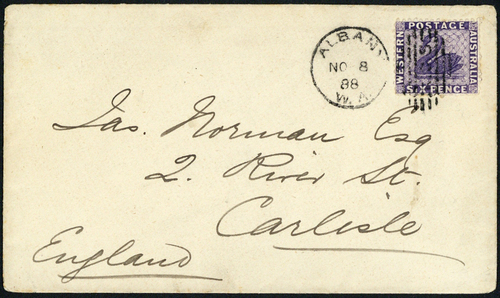 ALBANY
NO 8
88
W.A.
POSTAGE
WESTERN
AUSTRALIA
SIX PENCE
Jas. Norman Esq
2. River St.
Carlisle
England